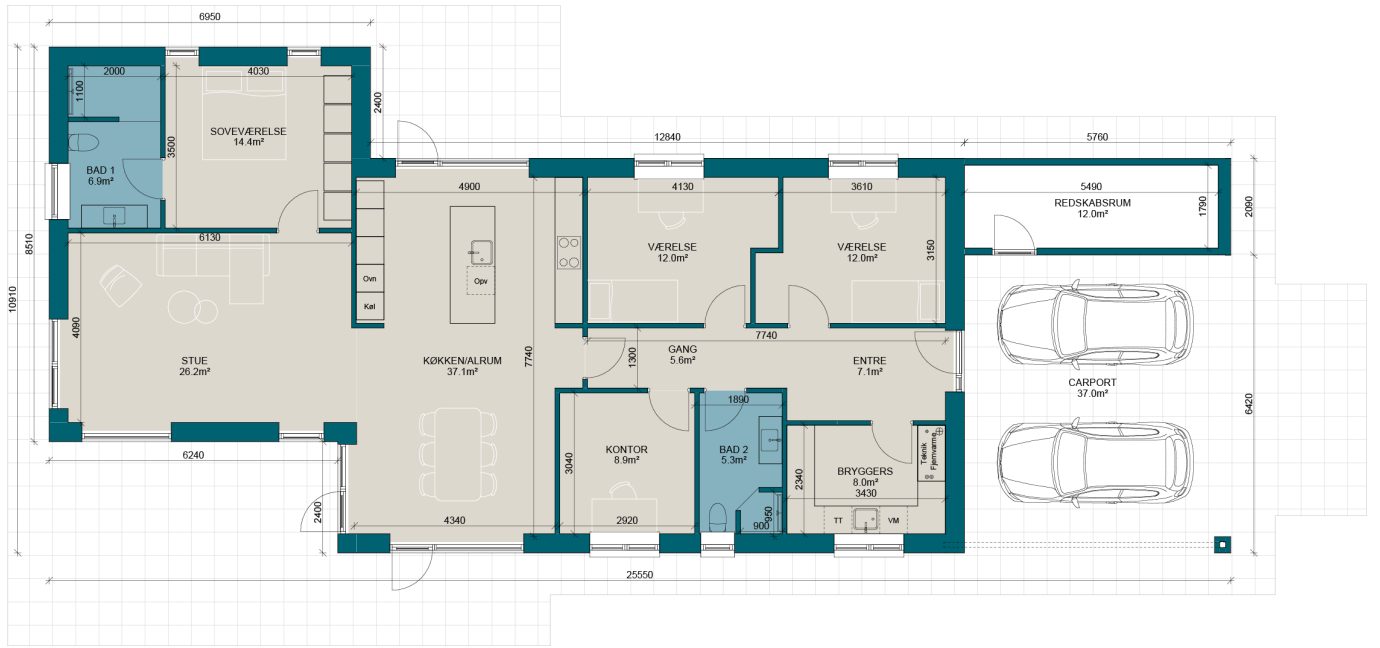 6950
2000
4030
1100
2400
SOVEVÆRELSE
14.4m²
3500
BAD 1
6.9m²
12840
5760
4900
4130
3610
5490
REDSKABSRUM
12.0m²
1790
2090
6130
8510
10910
VÆRELSE
12.0m²
VÆRELSE
12.0m²
3150
Ovn
Opv
Køl
4090
STUE
26.2m²
KØKKEN/ALRUM
37.1m²
7740
1300
GANG
5.6m²
7740
ENTRE
7.1m²
CARPORT
37.0m²
6420
1890
KONTOR
8.9m²
3040
BAD 2
5.3m²
BRYGGERS
8.0m²
3430
2340
Teknik
Fjernvarme
6240
2400
4340
2920
950
900
TT
VM
25550